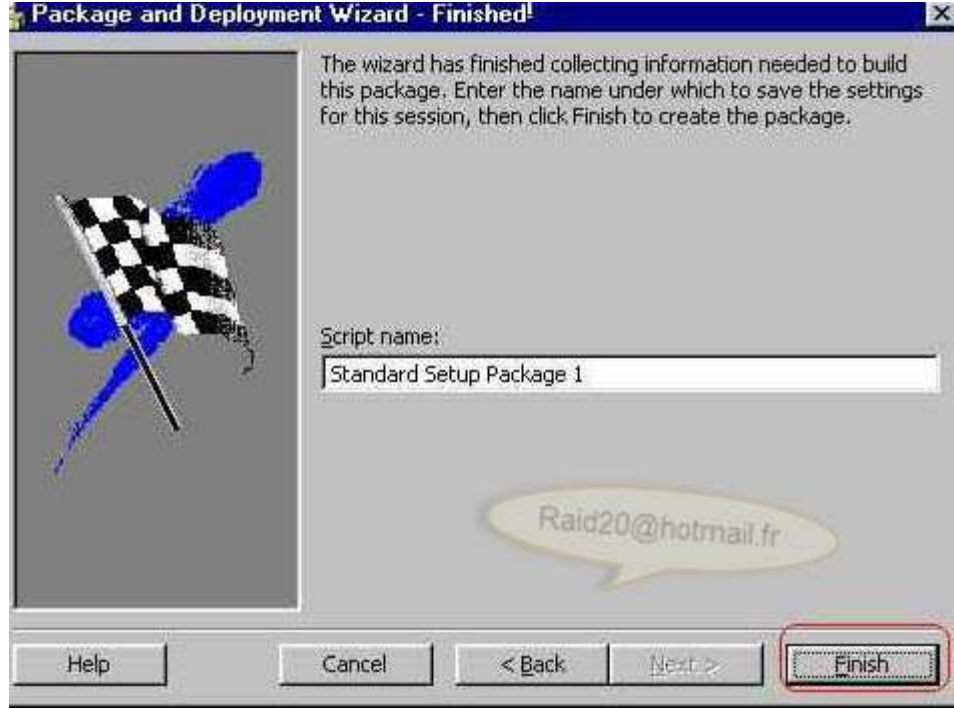 Package and Deployment Wizard - Finished!
The wizard has finished collecting information needed to build
this package. Enter the name under which to save the settings
for this session, then click Finish to create the package.
Script name:
Standard Setup Package 1
Raid20@hotmail.fr
Help
Cancel
< Back
Next >
Finish